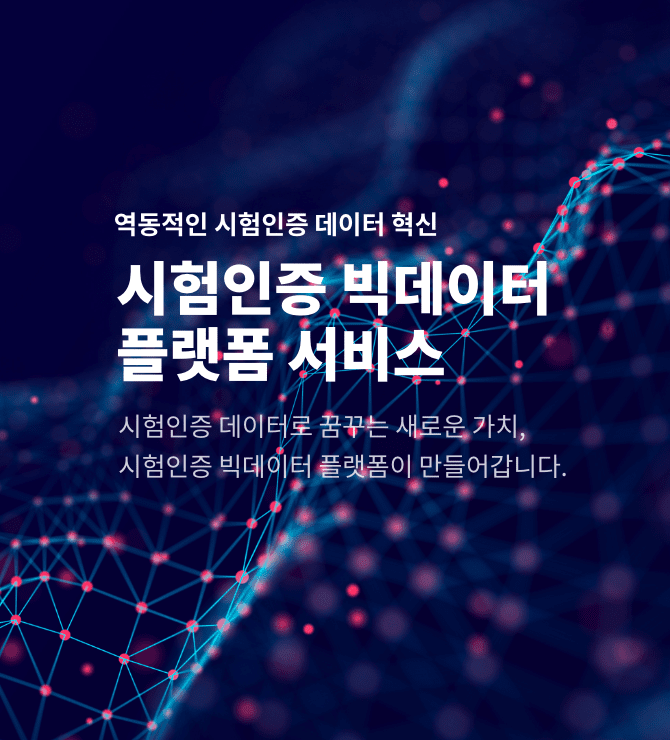 역동적인 시험인증 데이터 혁신
시험인증 빅데이터
플랫폼 서비스
시험인증 데이터로 꿈꾸는 새로운 가치,
시험인증 빅데이터 플랫폼이 만들어갑니다.